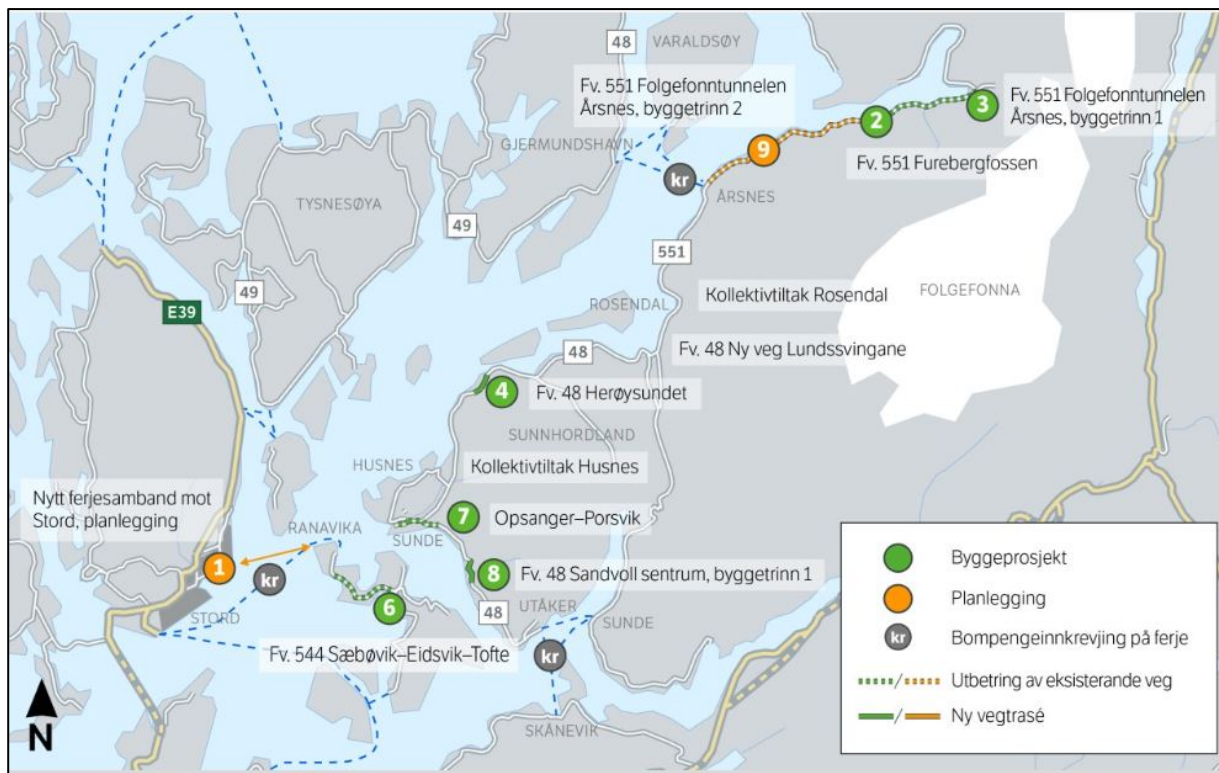 48
VARALDSØY
Fv. 551 Folgefonntunnelen
Årsnes, byggetrinn 2
3
Fv. 551 Folgefonntunnelen
Årsnes, byggetrinn 1
2
GJERMUNDSHAVN
9
Fv. 551 Furebergfossen
kr
ÅRSNES
TYSNESØYA
49
551
49
ROSENDAL
Kollektivtiltak Rosendal
FOLGEFONNA
E39
48
Fv. 48 Ny veg Lundssvingane
4
Fv. 48 Herøysundet
SUNNHORDLAND
HUSNES
Kollektivtiltak Husnes
Nytt ferjesamband mot
Stord, planlegging
RANAVIKA
SUNDE
7
Opsanger–Porsvik
1
kr
8
Fv. 48 Sandvoll sentrum, byggetrinn 1
STORD
6
48
UTÅKER
SUNDE
Fv. 544 Sæbøvik–Eidsvik–Tofte
kr
SKÅNEVIK
N
Byggeprosjekt
Planlegging
kr
Bompengeinnkrevjing på ferje
/
Utbetring av eksisterande veg
/
Ny vegtrasé